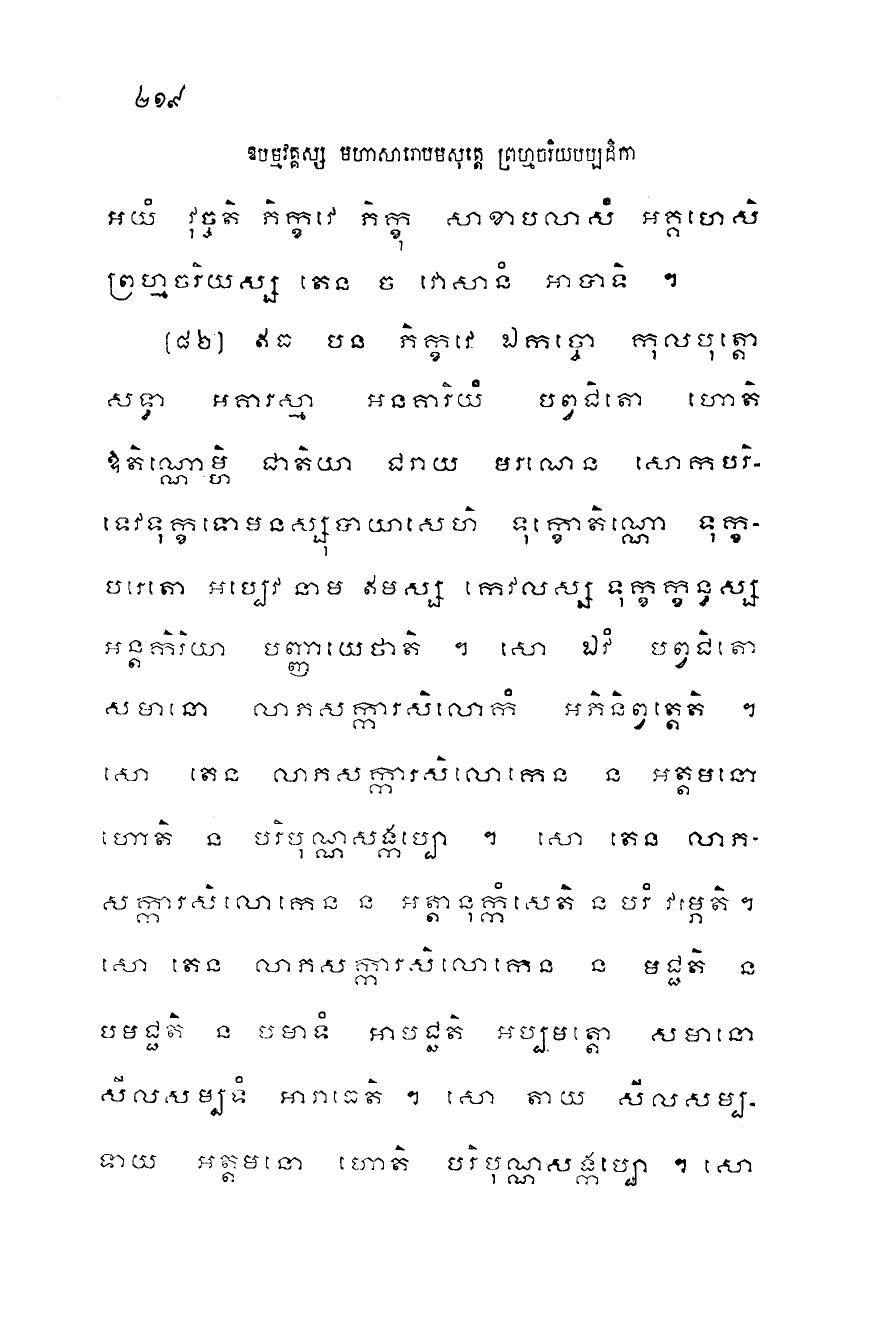 ២១៩
ឱបម្មវគ្គស្ស មហាសារោបមសុត្តេ ព្រហ្មចរិយបប្បដិកា
អយំ វុច្ចតិ ភិក្ខវេ ភិក្ខុ សាខាបលាសំ អគ្គហេសិ
ព្រហ្មចរិយស្ស តេន ច វោសានំ អាបាទិ ។
[៨២] ឥធ បន ភិក្ខវេ ឯកច្ចោ កុលបុត្តោ
សទ្ធា អគារស្មា អនគារិយំ បព្វជិតោ ហោតិ
ឱតិណ្ណោម្ហិ ជាតិយា ជរាយ មរណេន សោកបរិ-
ទេវទុក្ខទោមនស្សុបាយាសេហិ ទុក្ខោតិណ្ណោ ទុក្ខ-
បរេតោ អប្បេវ នាម ឥមស្ស កេវលស្ស ទុក្ខក្ខន្ធស្ស
អន្តកិរិយា បញ្ញាយេថាតិ ។ សោ ឯវំ បព្វជិតោ
សមានោ លាភសក្ការសិលោកំ អភិនិព្វត្តេតិ ។
សោ តេន លាភសក្ការសិលោកេន ន អត្តមនោ
ហោតិ ន បរិបុណ្ណសង្កប្បោ ។ សោ តេន លាភ-
សក្ការសិលោកេន ន អត្តានុក្កំសេតិ ន បរំ វម្ភេតិ ។
សោ តេន លាភសក្ការសិលោកេន ន មជ្ជតិ ន
បមជ្ជតិ ន បមាទំ អាបជ្ជតិ អប្បមត្តោ សមានោ
សីលសម្បទំ អារាធេតិ ។ សោ តាយ សីលសម្ប-
ទាយ អត្តមនោ ហោតិ បរិបុណ្ណសង្កប្បោ ។ សោ